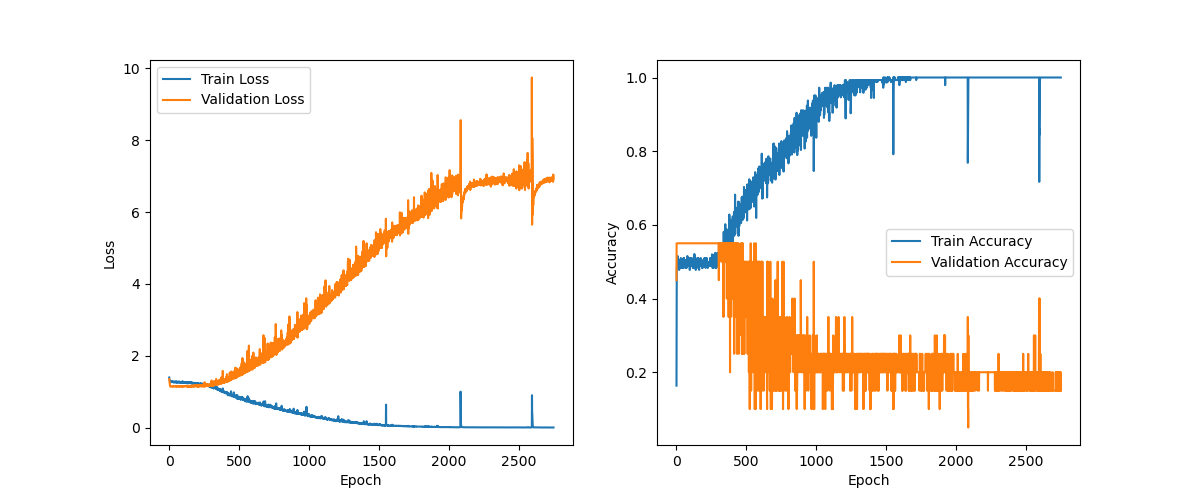 Train Loss
Validation Loss
10
8
6
4
2
0
Loss
0 500 1000 1500 2000 2500
Epoch
Train Accuracy
Validation Accuracy
1.0
0.8
0.6
0.4
0.2
Accuracy
0 500 1000 1500 2000 2500
Epoch